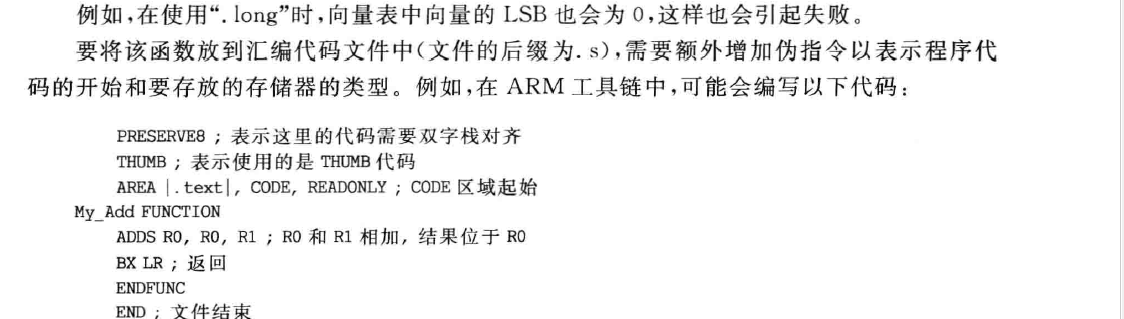 例如,在使用“.long”时,向量表中向量的 LSB 也会为 0,这样也会引起失败。
要将该函数放到汇编代码文件中(文件的后缀为.s),需要额外增加伪指令以表示程序代
码的开始和要存放的存储器的类型。例如,在 ARM 工具链中,可能会编写以下代码:
PRESERVE8 ; 表示这里的代码需要双字栈对齐
THUMB ; 表示使用的是 THUMB 代码
AREA |.text|, CODE, READONLY ; CODE 区域起始
My_Add FUNCTION
ADDS R0, R0, R1 ; R0 和 R1 相加, 结果位于 R0
BX LR ; 返回
ENDFUNC
END ; 文件结束